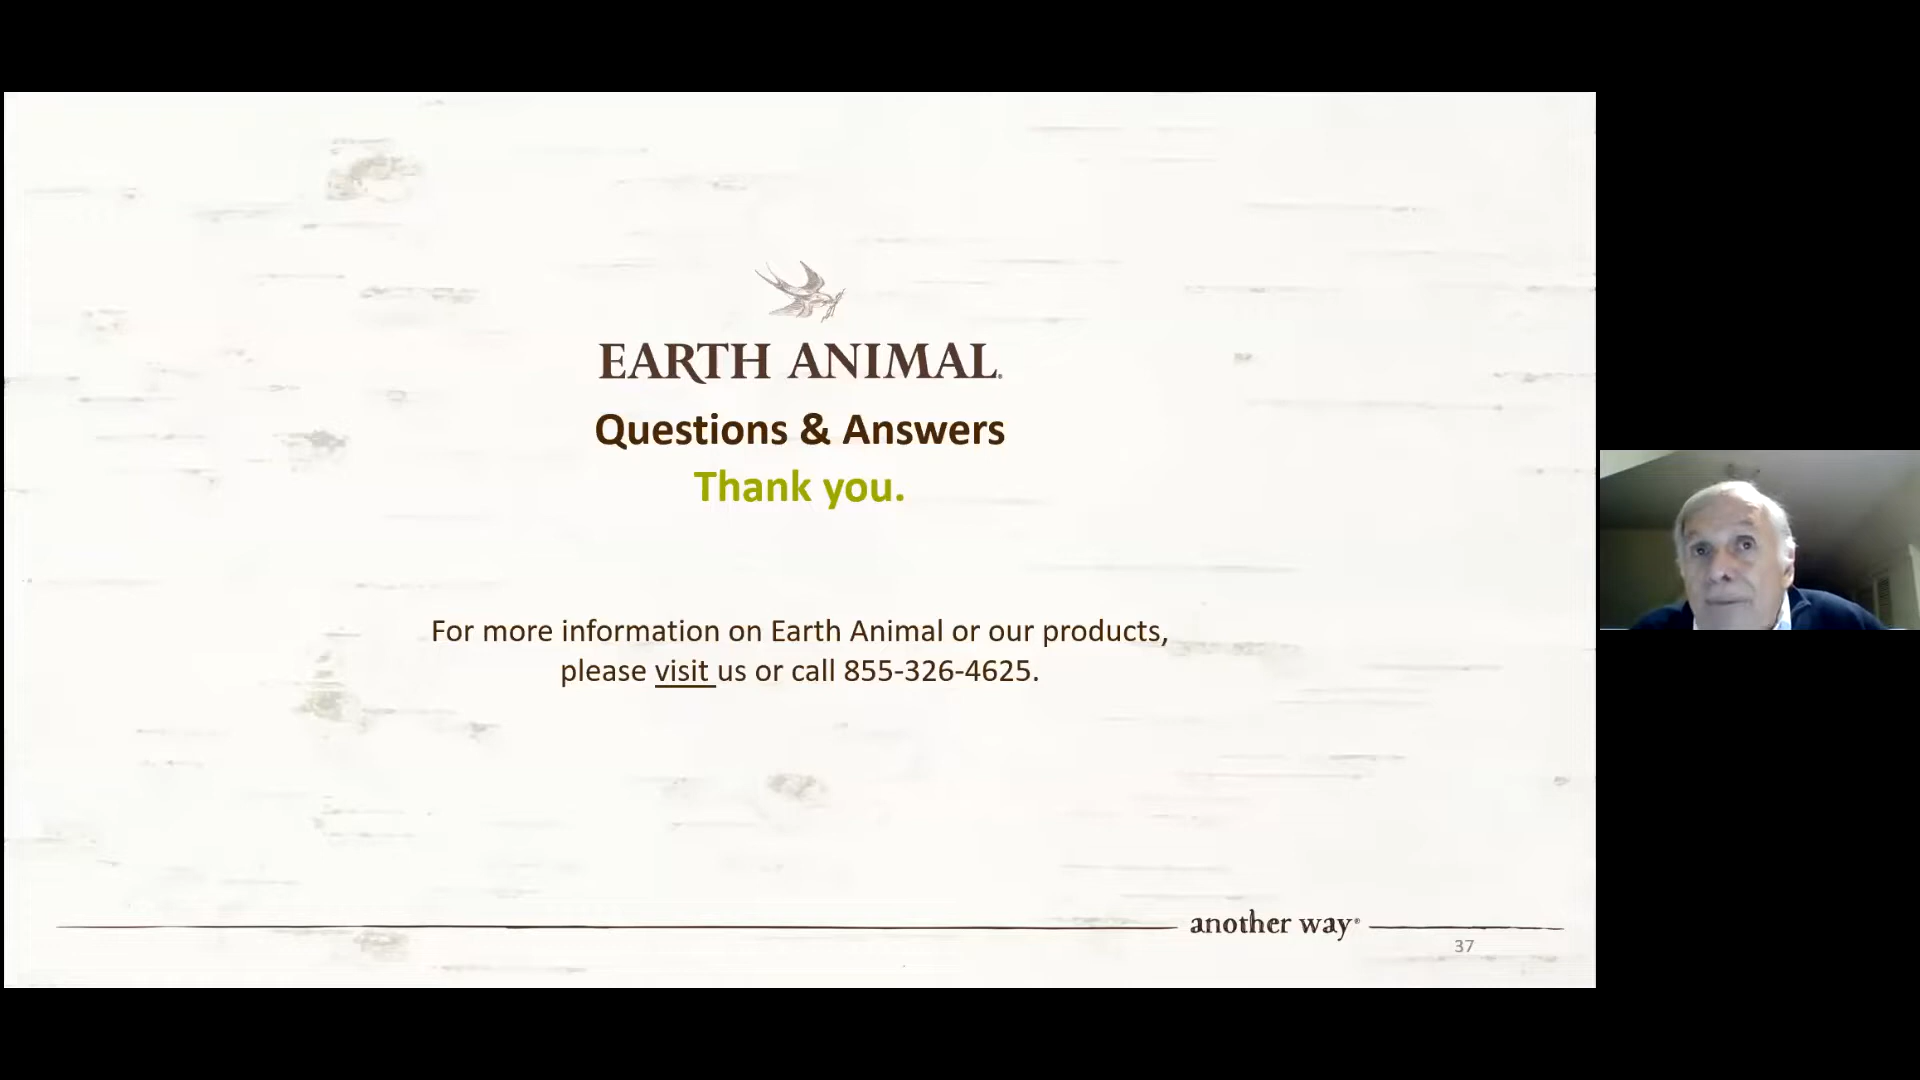 EARTH ANIMAL.
Questions & Answers
Thank you.
For more information on Earth Animal or our products,
please visit us or call 855-326-4625.
another way®
37